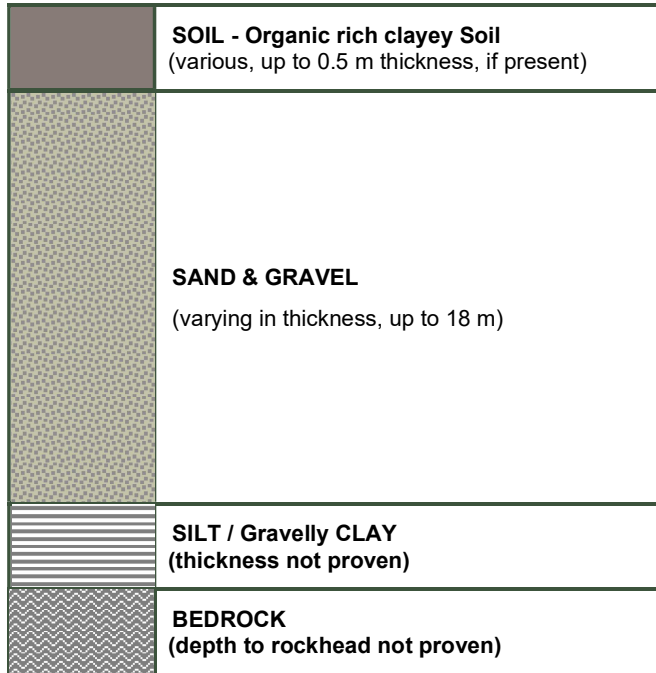 SOIL - Organic rich clayey Soil
(various, up to 0.5 m thickness, if present)
SAND & GRAVEL
(varying in thickness, up to 18 m)
SILT / Gravelly CLAY
(thickness not proven)
BEDROCK
(depth to rockhead not proven)